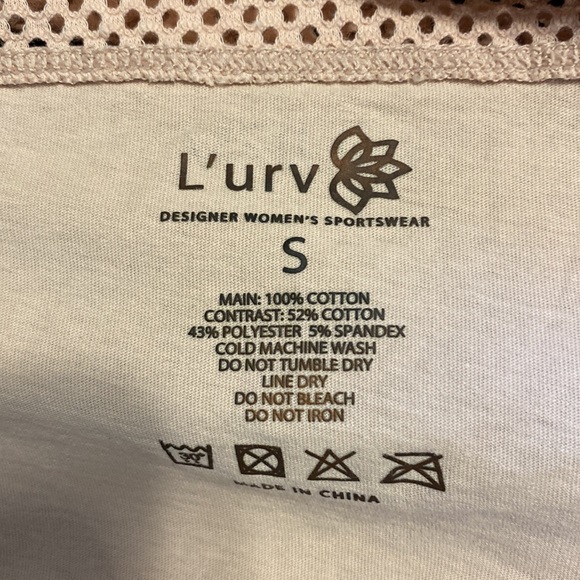 L'urv
DESIGNER WOMEN'S SPORTSWEAR
S
MAIN: 100% COTTON
CONTRAST: 52% COTTON
43% POLYESTER 5% SPANDEX
COLD MACHINE WASH
DO NOT TUMBLE DRY
LINE DRY
DO NOT BLEACH
DO NOT IRON
30°
MADE IN CHINA